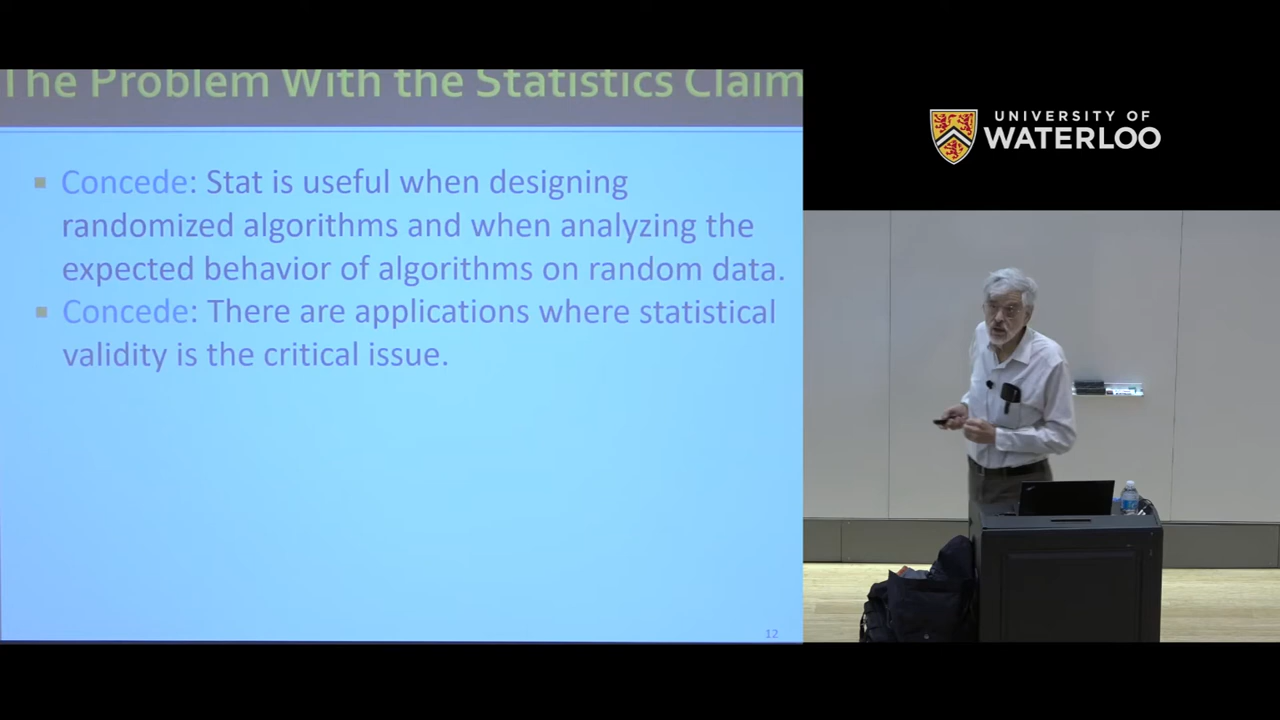 The Problem With the Statistics Claim
▪ Concede: Stat is useful when designing
randomized algorithms and when analyzing the
expected behavior of algorithms on random data.
▪ Concede: There are applications where statistical
validity is the critical issue.
12
UNIVERSITY OF
WATERLOO